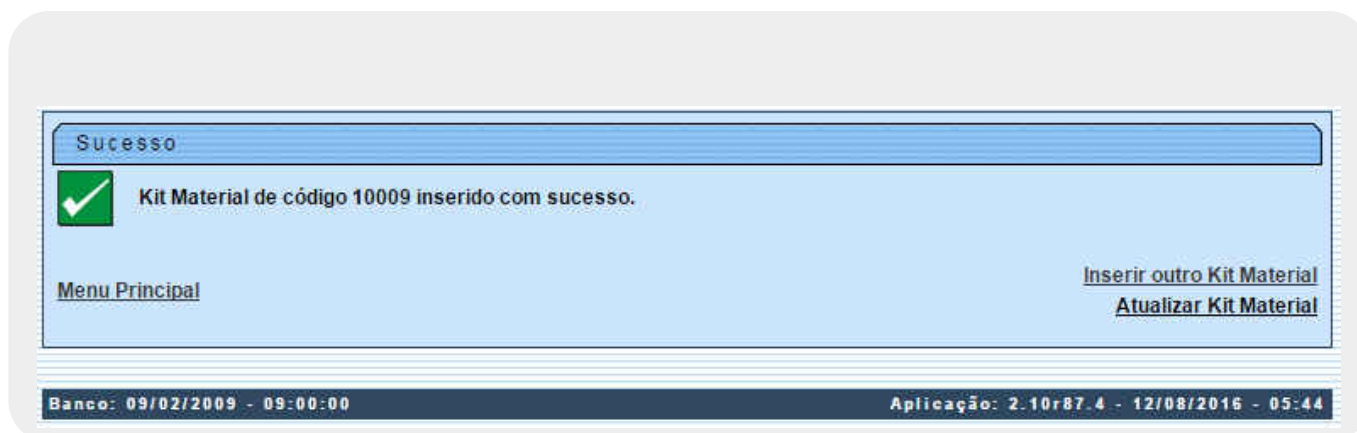 Sucesso
Kit Material de código 10009 inserido com sucesso.
Inserir outro Kit Material
Menu Principal
Atualizar Kit Material
Banco: 09/02/2009 - 09:00:00 Aplicação: 2.10r87.4 - 12/08/2016 - 05:44